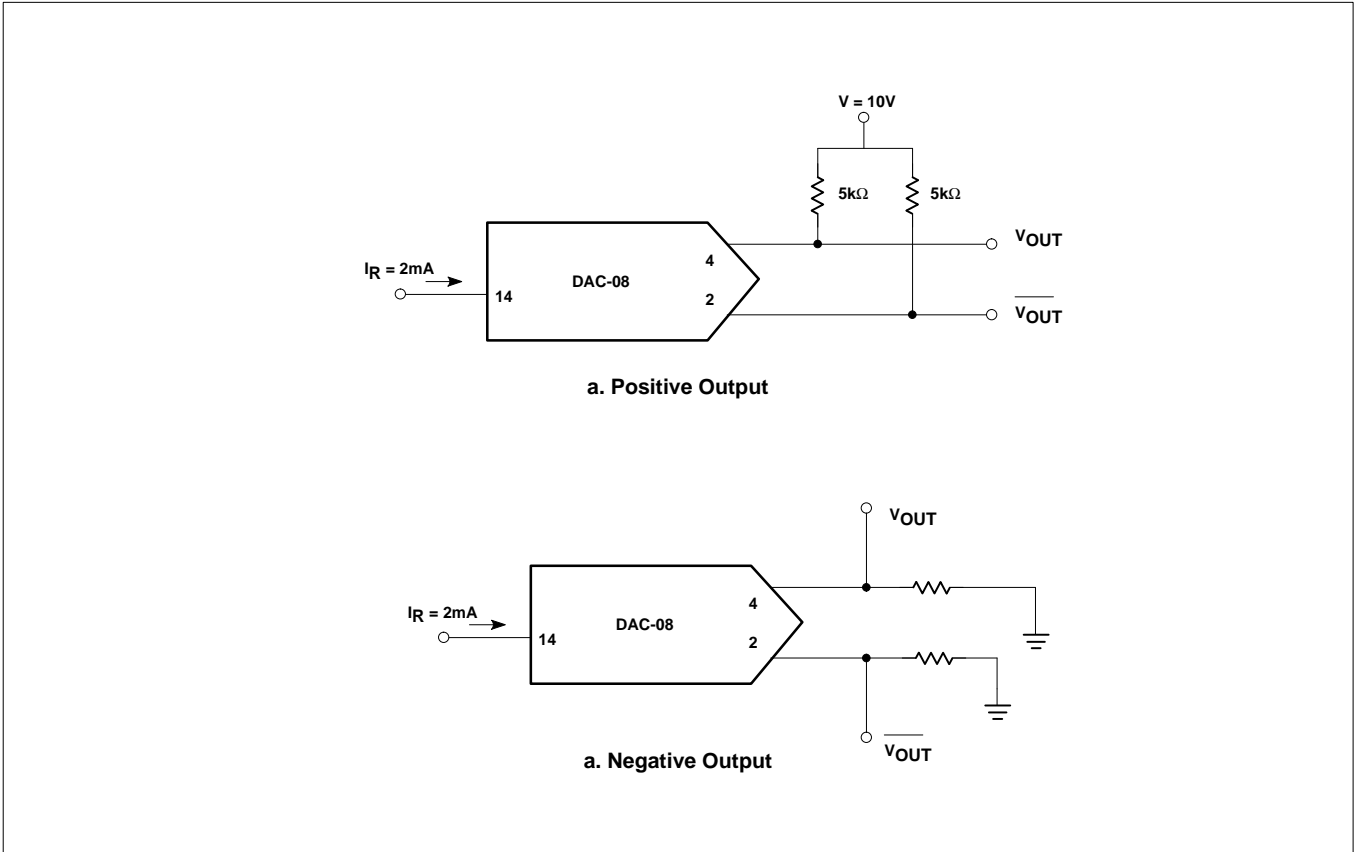 V = 10V
5kΩ 5kΩ
VOUT
4
IR = 2mA
DAC-08
14
2
VOUT
a. Positive Output
VOUT
4
IR = 2mA
DAC-08
14
2
VOUT
a. Negative Output